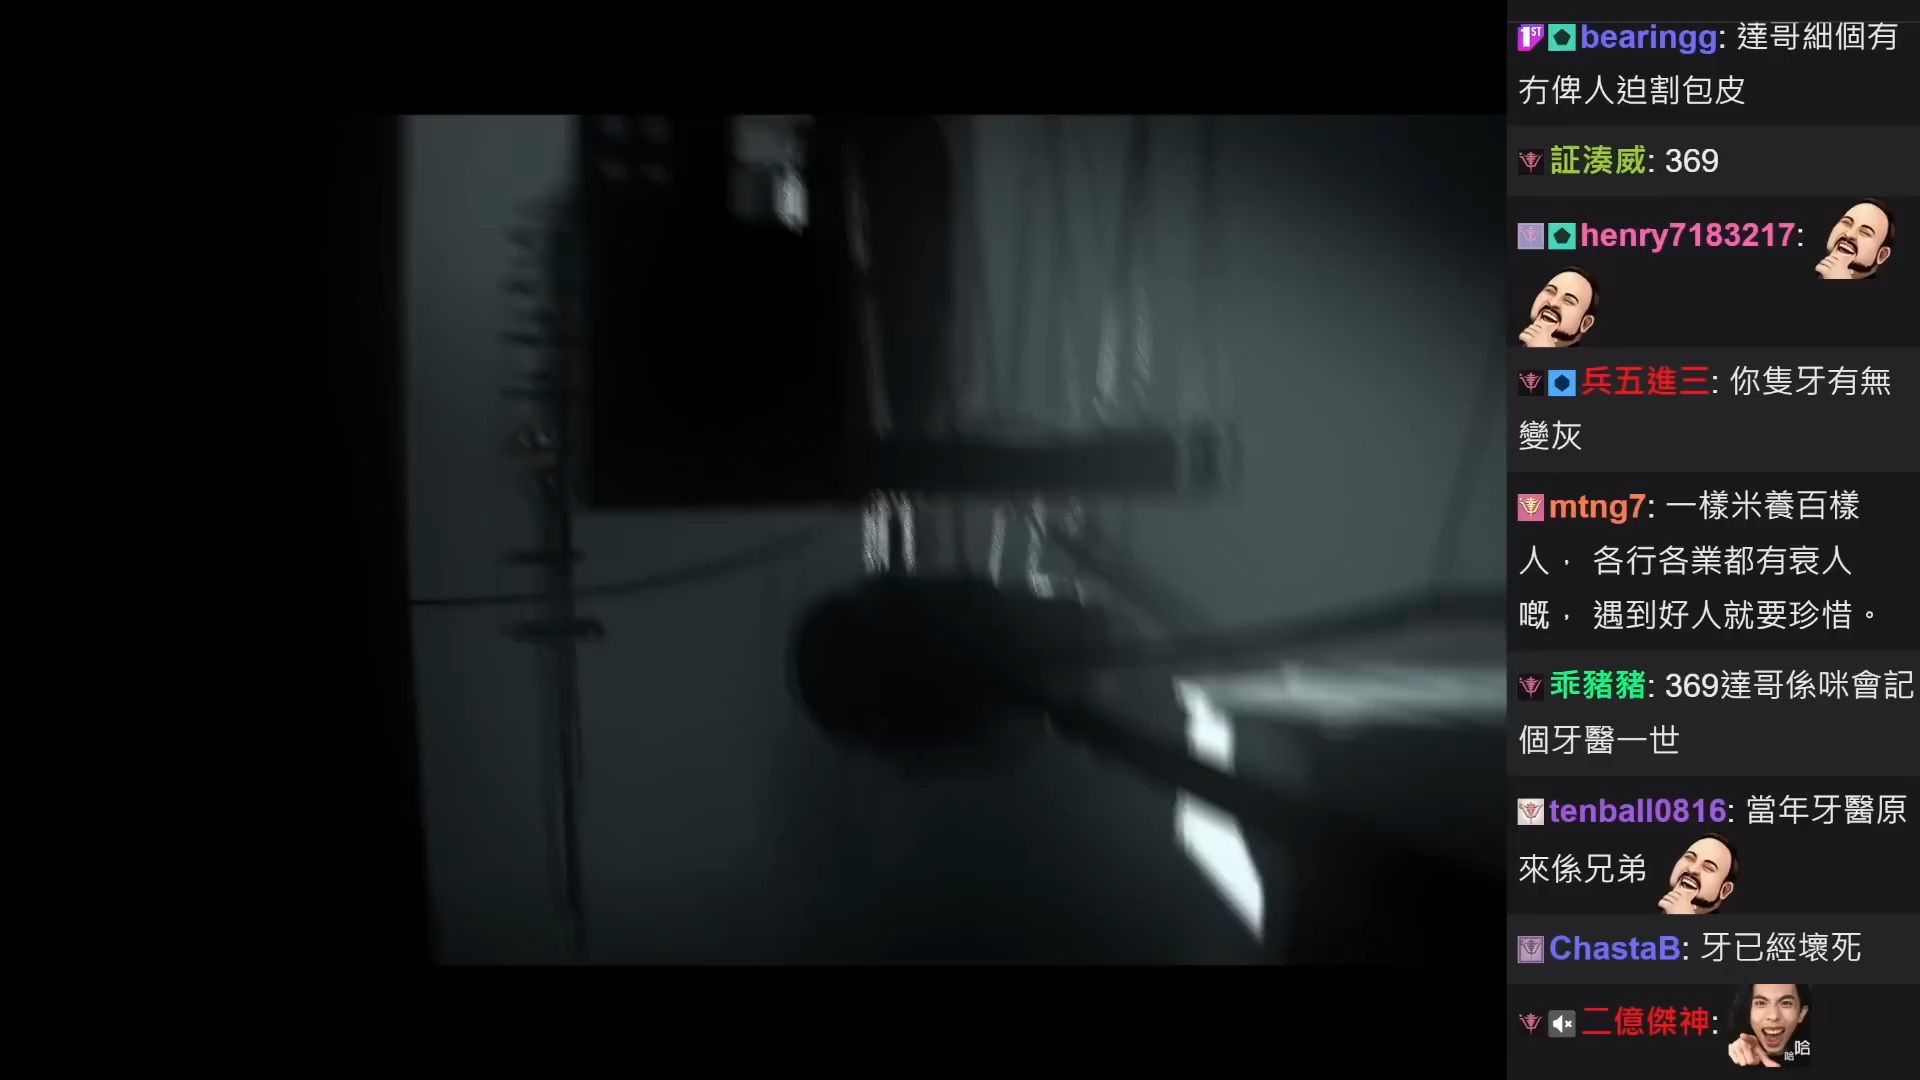 bearingg: 達哥細個有
冇俾人迫割包皮
証湊威: 369
henry7183217:
兵五進三: 你隻牙有無
變灰
mtng7: 一樣米養百樣
人， 各行各業都有衰人
嘅， 遇到好人就要珍惜。
乖豬豬: 369達哥係咪會記
個牙醫一世
tenball0816: 當年牙醫原
來係兄弟
ChastaB: 牙已經壞死
二億傑神:
哈哈